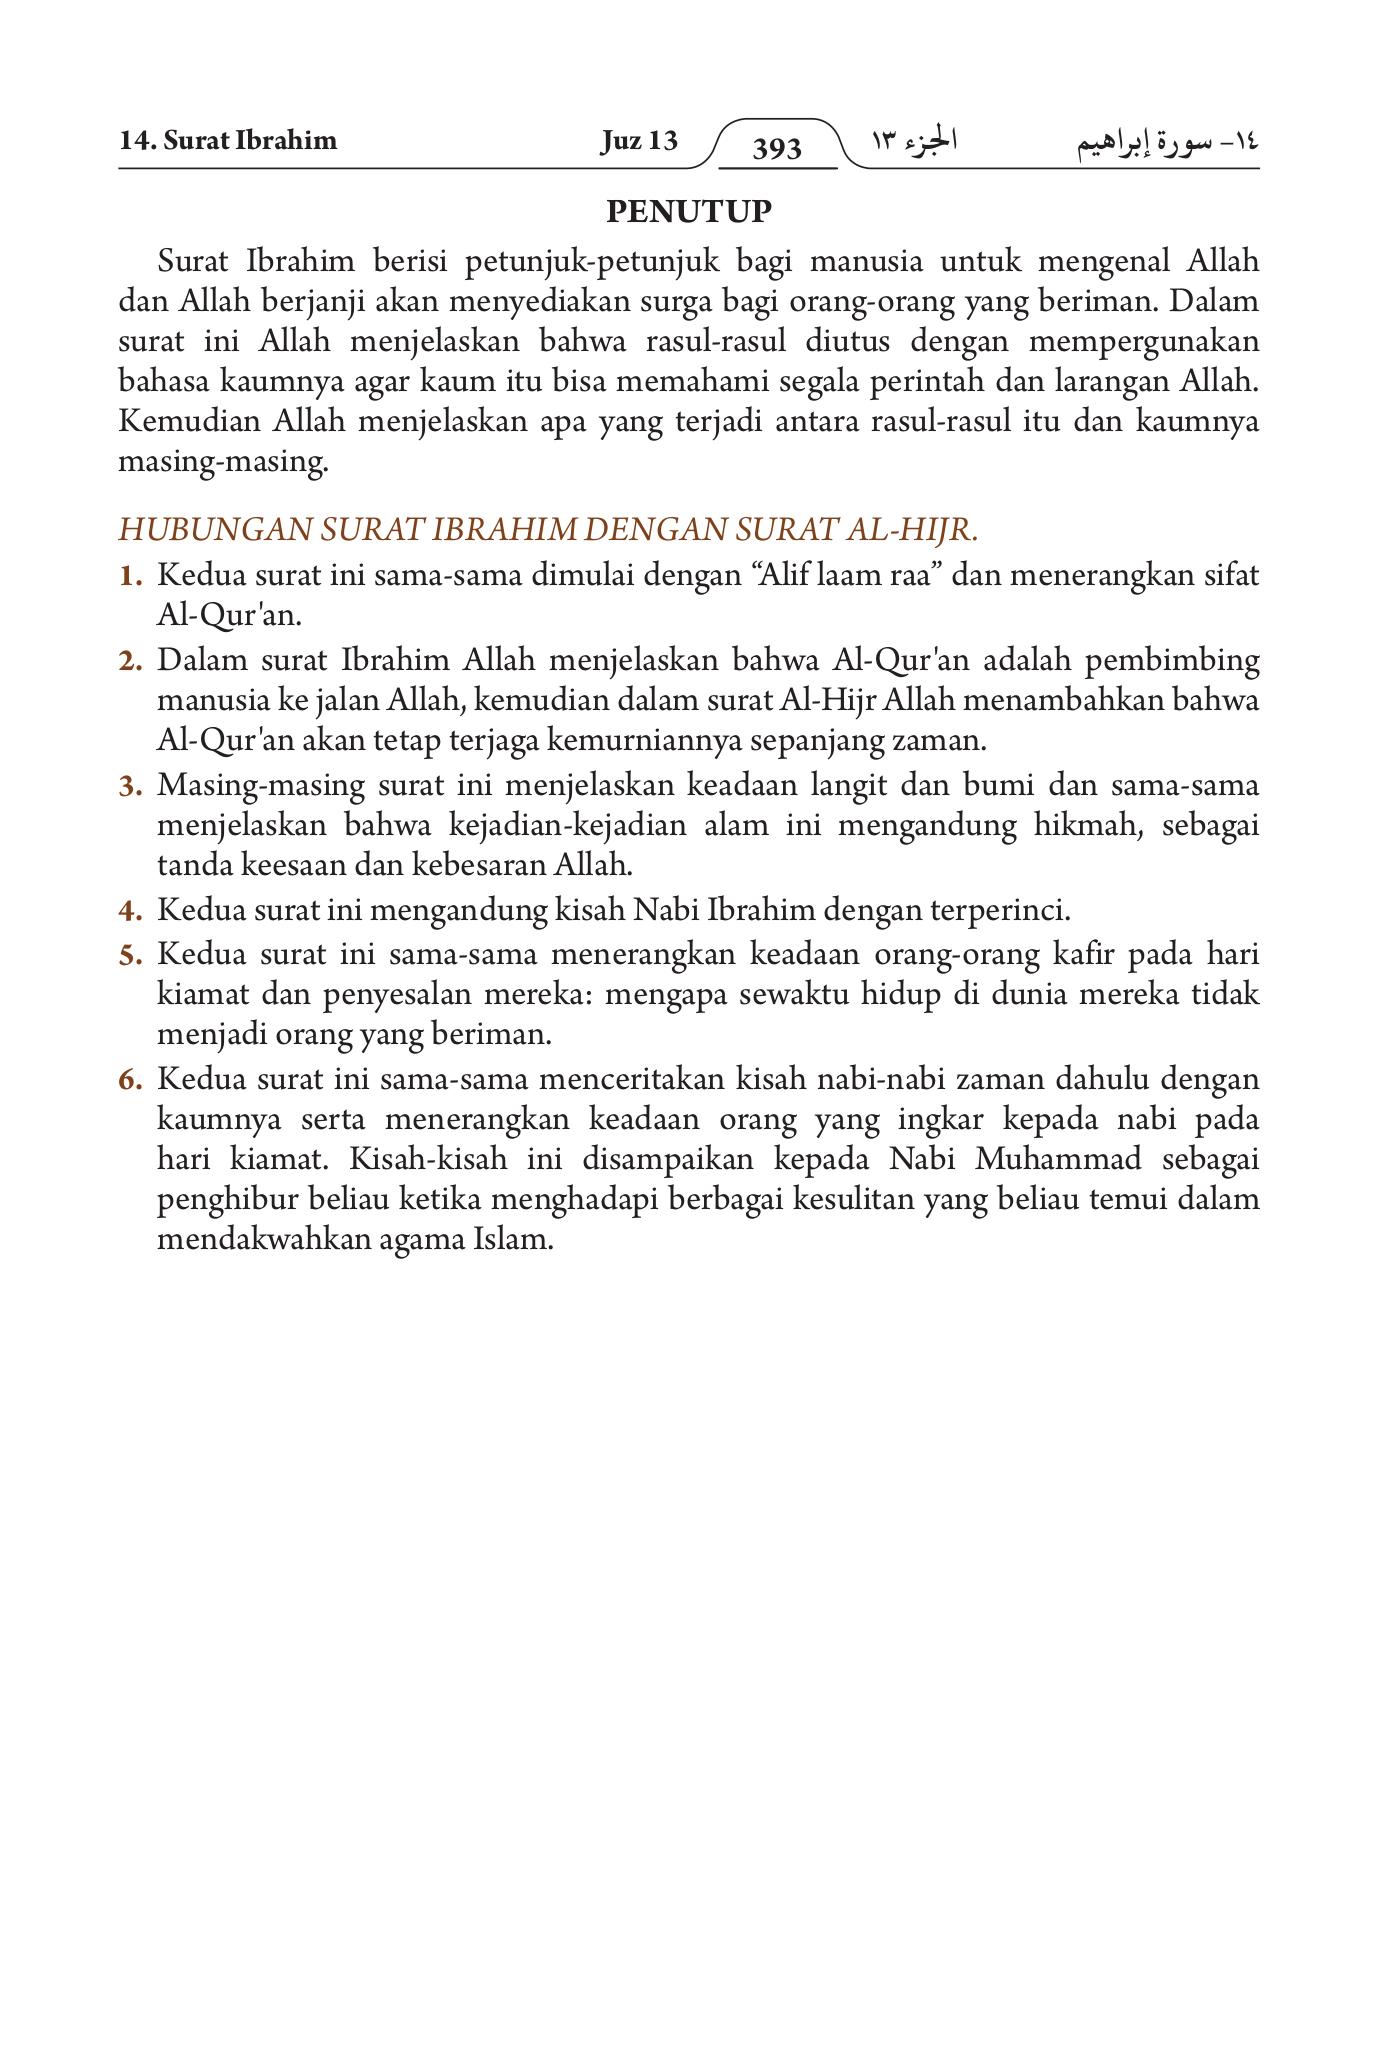 14. Surat Ibrahim Juz 13 393 الجزء ١٣ ١٤- سورة إبراهيم
PENUTUP
Surat Ibrahim berisi petunjuk-petunjuk bagi manusia untuk mengenal Allah
dan Allah berjanji akan menyediakan surga bagi orang-orang yang beriman. Dalam
surat ini Allah menjelaskan bahwa rasul-rasul diutus dengan mempergunakan
bahasa kaumnya agar kaum itu bisa memahami segala perintah dan larangan Allah.
Kemudian Allah menjelaskan apa yang terjadi antara rasul-rasul itu dan kaumnya
masing-masing.
HUBUNGAN SURAT IBRAHIM DENGAN SURAT AL-HIJR.
1. Kedua surat ini sama-sama dimulai dengan “Alif laam raa” dan menerangkan sifat
Al-Qur'an.
2. Dalam surat Ibrahim Allah menjelaskan bahwa Al-Qur'an adalah pembimbing
manusia ke jalan Allah, kemudian dalam surat Al-Hijr Allah menambahkan bahwa
Al-Qur'an akan tetap terjaga kemurniannya sepanjang zaman.
3. Masing-masing surat ini menjelaskan keadaan langit dan bumi dan sama-sama
menjelaskan bahwa kejadian-kejadian alam ini mengandung hikmah, sebagai
tanda keesaan dan kebesaran Allah.
4. Kedua surat ini mengandung kisah Nabi Ibrahim dengan terperinci.
5. Kedua surat ini sama-sama menerangkan keadaan orang-orang kafir pada hari
kiamat dan penyesalan mereka: mengapa sewaktu hidup di dunia mereka tidak
menjadi orang yang beriman.
6. Kedua surat ini sama-sama menceritakan kisah nabi-nabi zaman dahulu dengan
kaumnya serta menerangkan keadaan orang yang ingkar kepada nabi pada
hari kiamat. Kisah-kisah ini disampaikan kepada Nabi Muhammad sebagai
penghibur beliau ketika menghadapi berbagai kesulitan yang beliau temui dalam
mendakwahkan agama Islam.